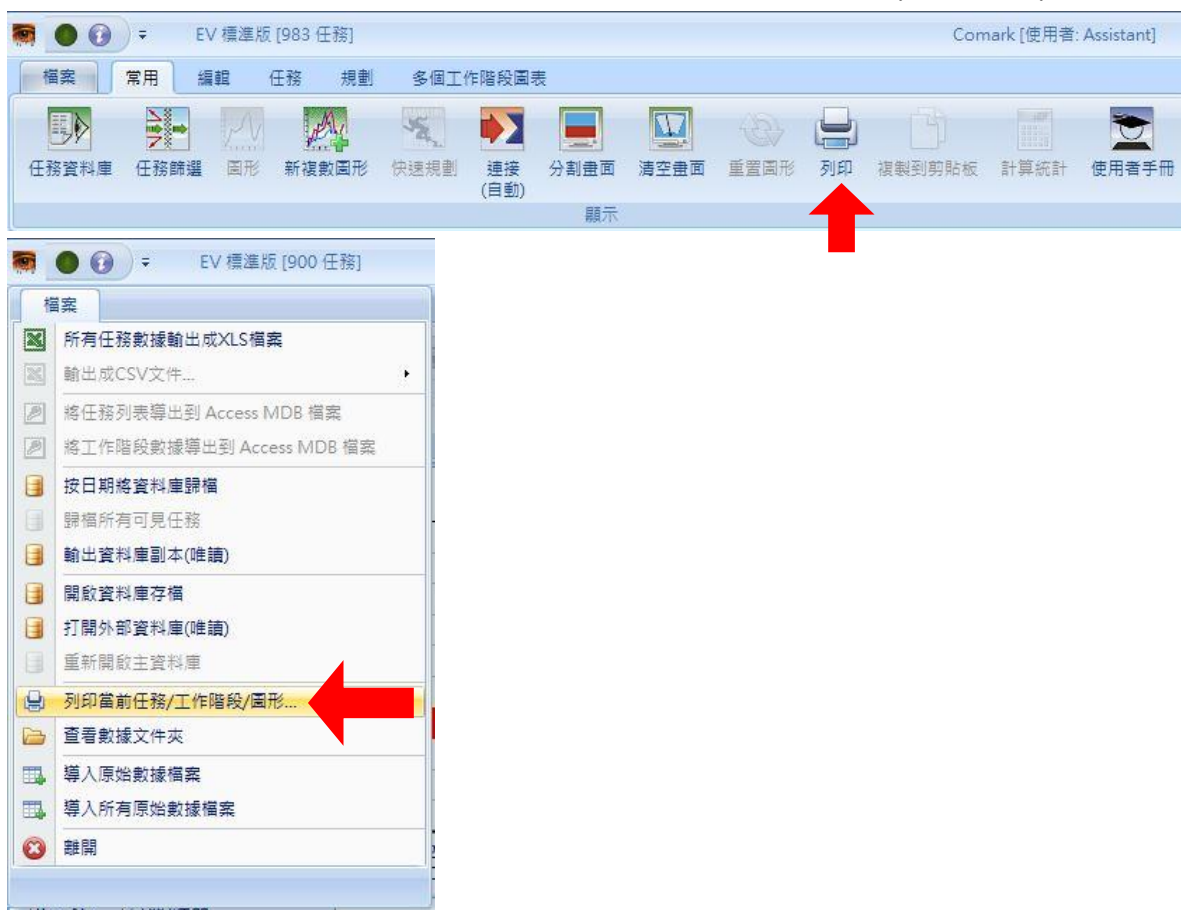 EV 標準版 [983 任務]
Comark [使用者: Assistant]
檔案 常用 編輯 任務 規劃 多個工作階段圖表
任務資料庫 任務篩選 圖形 新複數圖形 快速規劃 連接 分割畫面 清空畫面 重置圖形 列印 複製到剪貼板 計算統計 使用者手冊
(自動)
顯示
EV 標準版 [900 任務]
檔案
所有任務數據輸出成XLS檔案
輸出成CSV文件...
將任務列表導出到 Access MDB 檔案
將工作階段數據導出到 Access MDB 檔案
按日期將資料庫歸檔
歸檔所有可見任務
輸出資料庫副本(唯讀)
開啟資料庫存檔
打開外部資料庫(唯讀)
重新開啟主資料庫
列印當前任務/工作階段/圖形...
查看數據文件夾
導入原始數據檔案
導入所有原始數據檔案
離開